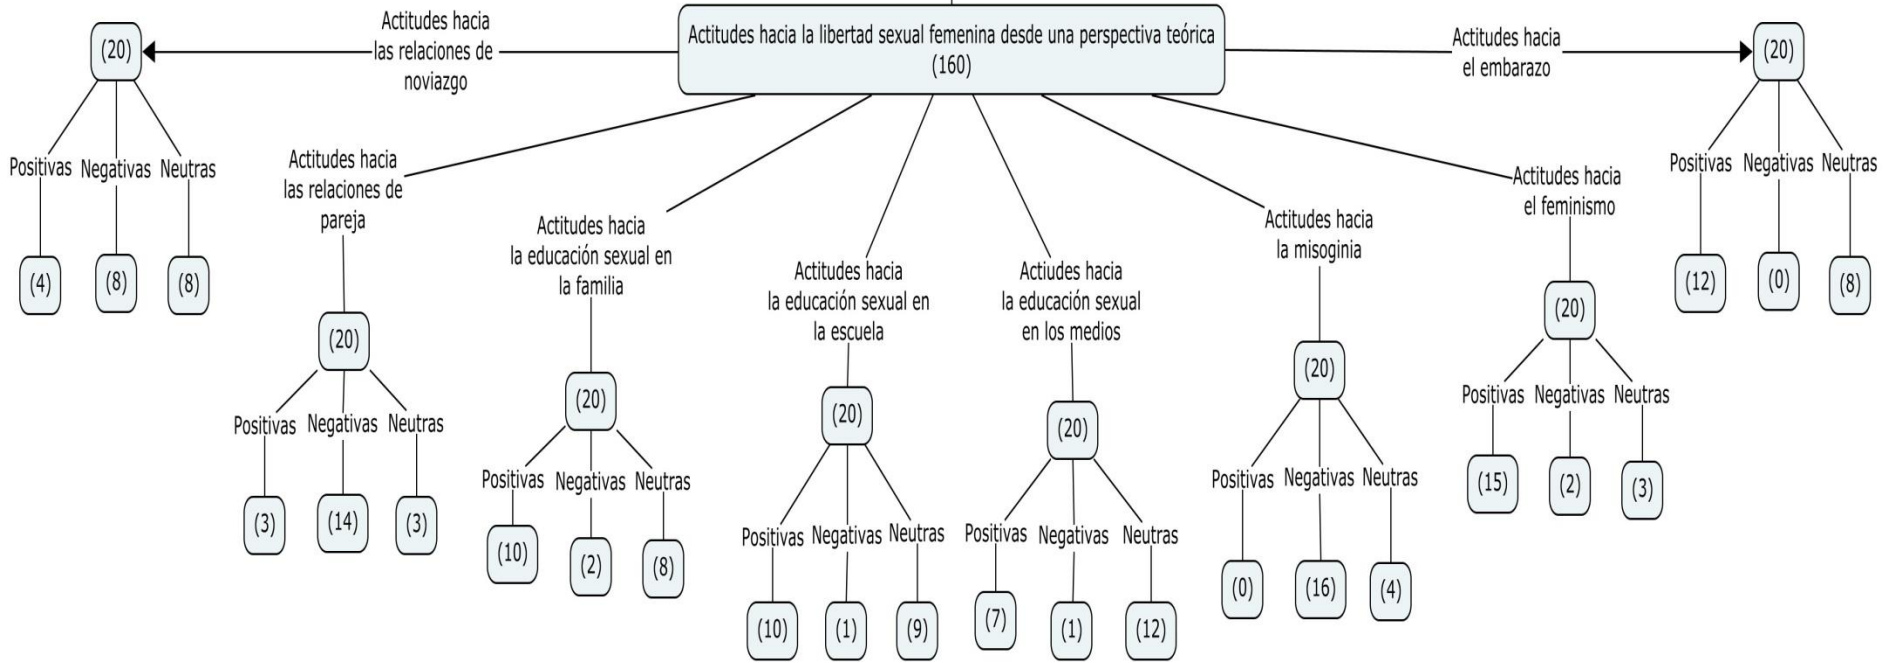 Actitudes hacia la libertad sexual femenina desde una perspectiva teórica
(160)
Actitudes hacia
las relaciones de
noviazgo
(20)
Positivas
Negativas
Neutras
(4)
(8)
(8)
Actitudes hacia
las relaciones de
pareja
(20)
Positivas
Negativas
Neutras
(3)
(14)
(3)
Actitudes hacia
la educación sexual en
la familia
(20)
Positivas
Negativas
Neutras
(10)
(2)
(8)
Actitudes hacia
la educación sexual en
la escuela
(20)
Positivas
Negativas
Neutras
(10)
(1)
(9)
Actiudes hacia
la educación sexual
en los medios
(20)
Positivas
Negativas
Neutras
(7)
(1)
(12)
Actitudes hacia
la misoginia
(20)
Positivas
Negativas
Neutras
(0)
(16)
(4)
Actitudes hacia
el feminismo
(20)
Positivas
Negativas
Neutras
(15)
(2)
(3)
Actitudes hacia
el embarazo
(20)
Positivas
Negativas
Neutras
(12)
(0)
(8)